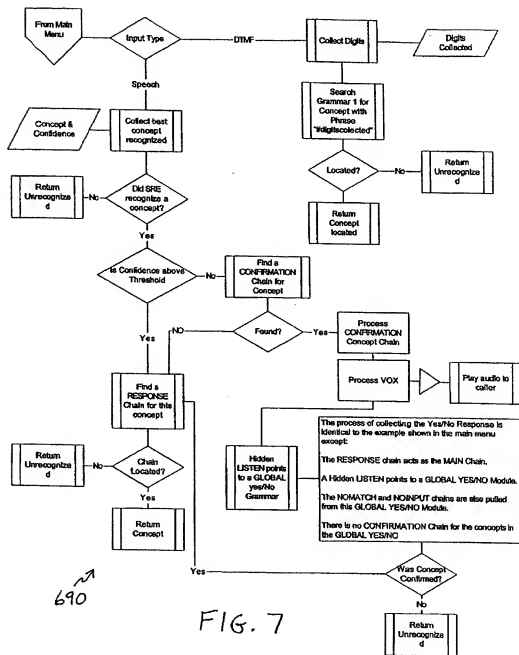 From Main
Menu
Input Type
DTMF
Collect Digits
Digits
Collected
Speech
Search
Grammar 1 for
Concept with
Phrase
"#digitscolected"
Concept &
Confidence
Collect best
concept
recognized
Located?
No
Return
Unrecognize
d
Return
Unrecognize
d
No
Did SRE
recognize a
concept?
Return
Concept
located
Yes
Is Confidence above
Threshold
No
Find a
CONFIRMATION
Chain for
Concept
Yes
NO
Found?
Yes
Process
CONFIRMATION
Concept Chain
Process VOX
Play audio to
caller
Find a
RESPONSE
Chain for this
concept
Hidden
LISTEN points
to a GLOBAL
yes/No
Grammar
The process of collecting the Yes/No Response is
identical to the example shown in the main menu
except:
The RESPONSE chain acts as the MAIN Chain.
A Hidden LISTEN points to a GLOBAL YES/NO Module.
The NOMATCH and NOINPUT chains are also pulled
from this GLOBAL YES/NO Module.
There is no CONFIRMATION Chain for the concepts in
the GLOBAL YES/NO
Return
Unrecognize
d
No
Chain
Located?
Yes
Return
Concept
Yes
Was Concept
Confirmed?
No
Return
Unrecognize
d
690
FIG. 7